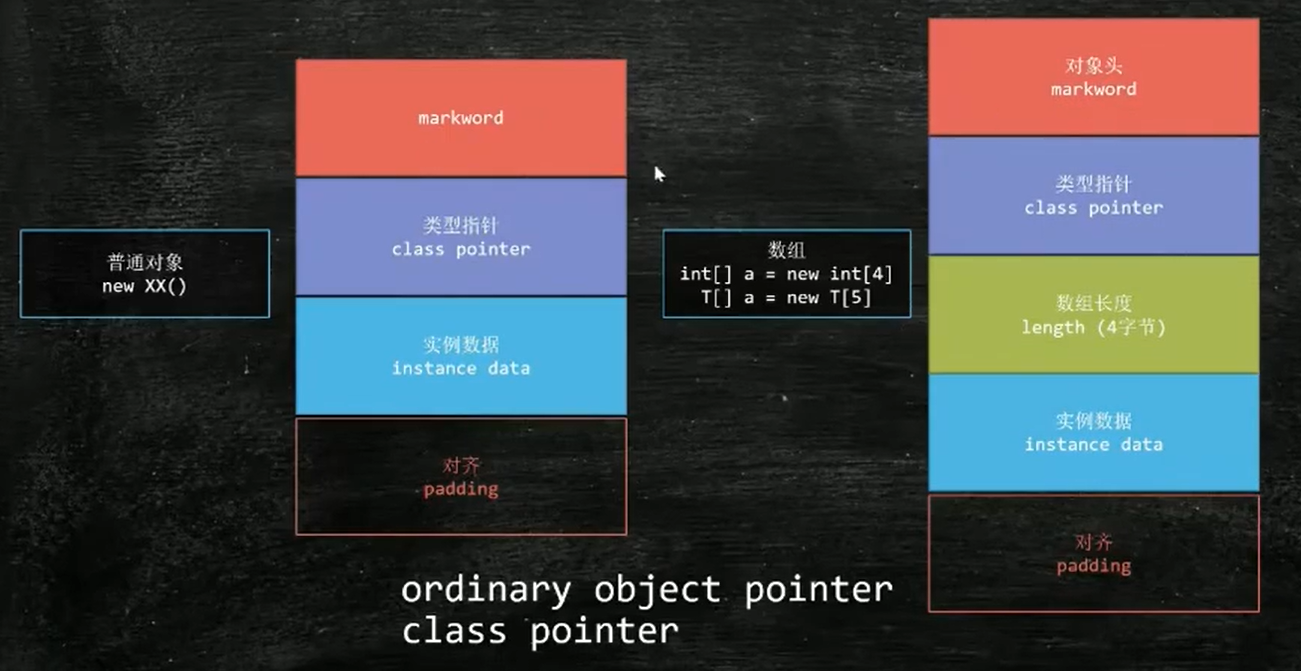 普通对象
new XX()
markword
类型指针
class pointer
实例数据
instance data
对齐
padding
数组
int[] a = new int[4]
T[] a = new T[5]
对象头
markword
类型指针
class pointer
数组长度
length (4字节)
实例数据
instance data
对齐
padding
ordinary object pointer
class pointer